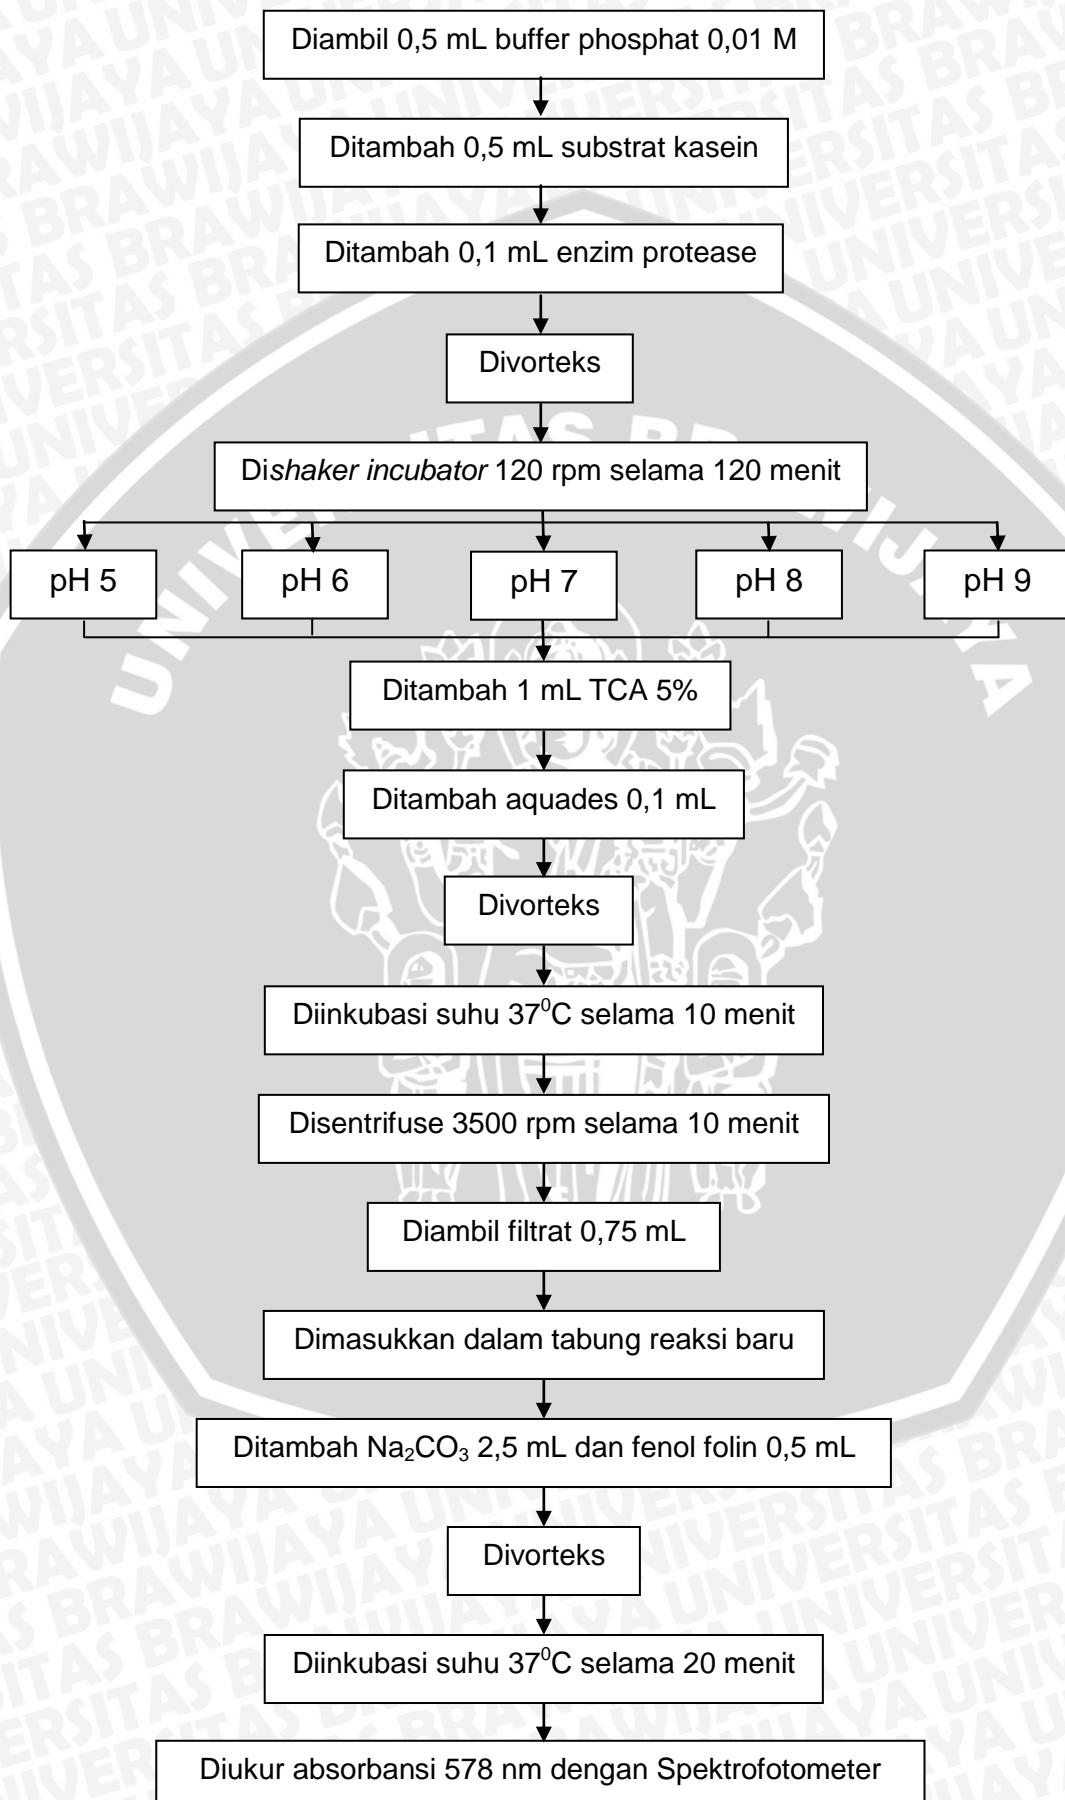 Diambil 0,5 mL buffer phosphat 0,01 M
Ditambah 0,5 mL substrat kasein
Ditambah 0,1 mL enzim protease
Divorteks
Dishaker incubator 120 rpm selama 120 menit
pH 5
pH 6
pH 7
pH 8
pH 9
Ditambah 1 mL TCA 5%
Ditambah aquades 0,1 mL
Divorteks
Diinkubasi suhu 37⁰C selama 10 menit
Disentrifuse 3500 rpm selama 10 menit
Diambil filtrat 0,75 mL
Dimasukkan dalam tabung reaksi baru
Ditambah Na₂CO₃ 2,5 mL dan fenol folin 0,5 mL
Divorteks
Diinkubasi suhu 37⁰C selama 20 menit
Diukur absorbansi 578 nm dengan Spektrofotometer
UNIVERSITAS BRAWIJAYA